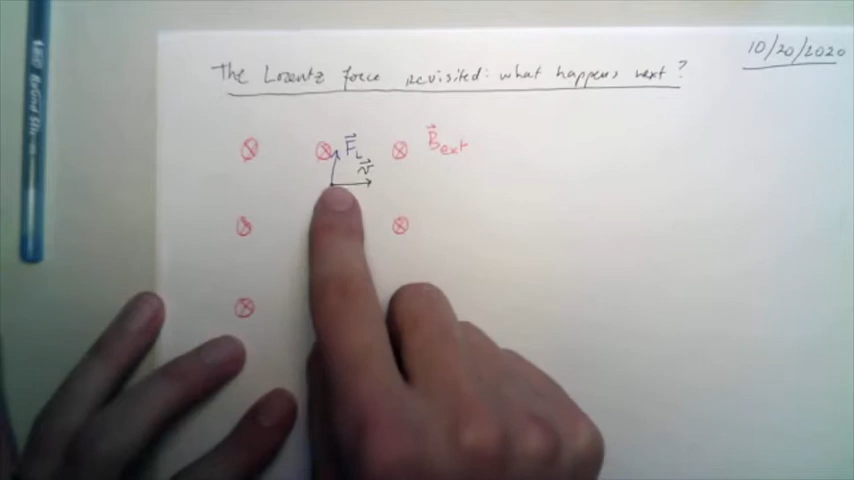 10/20/2020
The Lorentz force revisited: what happens next?
F_L
B_ext
v